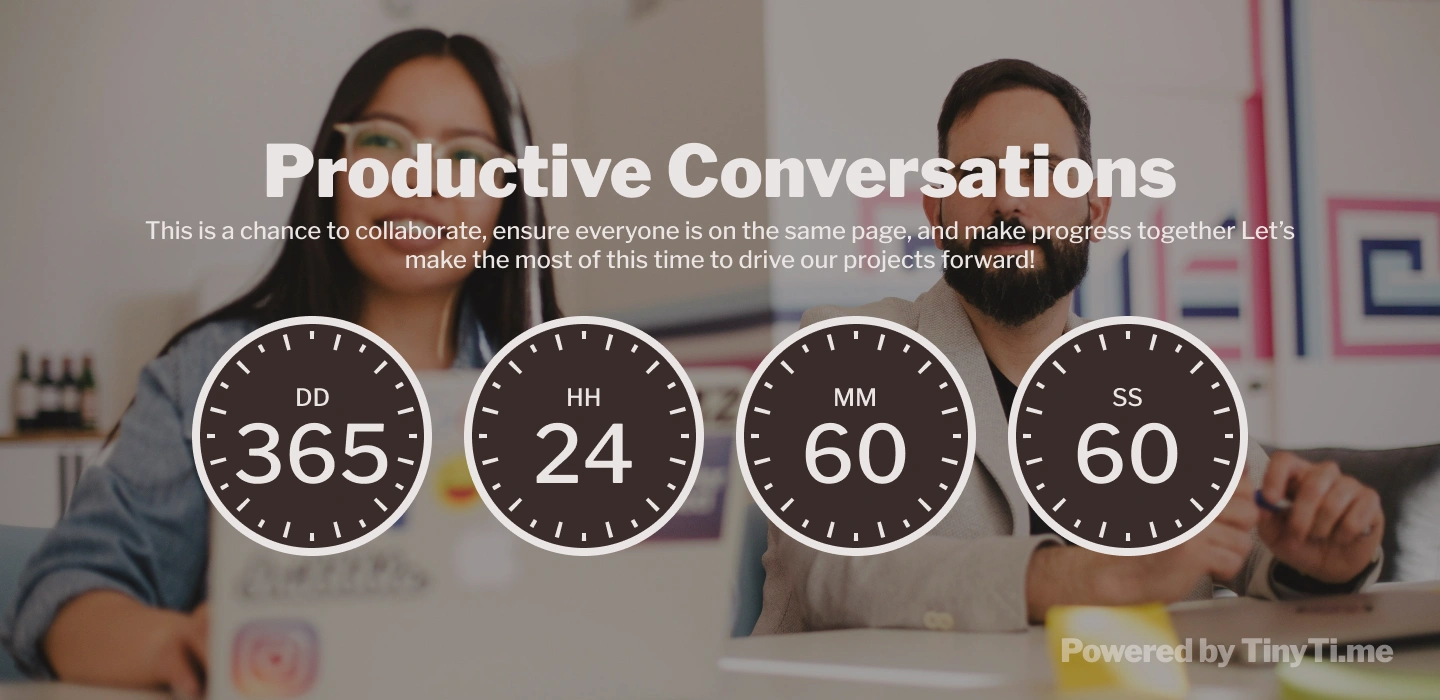 Productive Conversations
This is a chance to collaborate, ensure everyone is on the same page, and make progress together Let’s
make the most of this time to drive our projects forward!
DD
365
HH
24
MM
60
SS
60
Powered by TinyTi.me